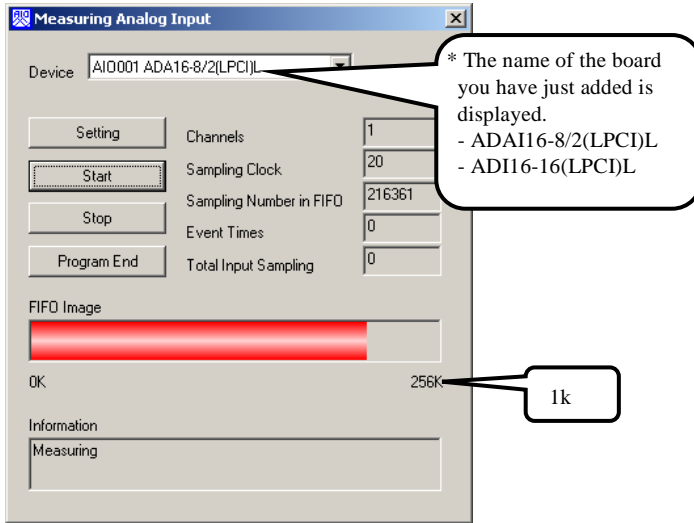 Measuring Analog Input
Device
AIO001 ADA16-8/2(LPCI)L
* The name of the board
you have just added is
displayed.
- ADAI16-8/2(LPCI)L
- ADI16-16(LPCI)L
Setting
Start
Stop
Program End
Channels
1
Sampling Clock
20
Sampling Number in FIFO
216361
Event Times
0
Total Input Sampling
0
FIFO Image
0K
256K
1k
Information
Measuring